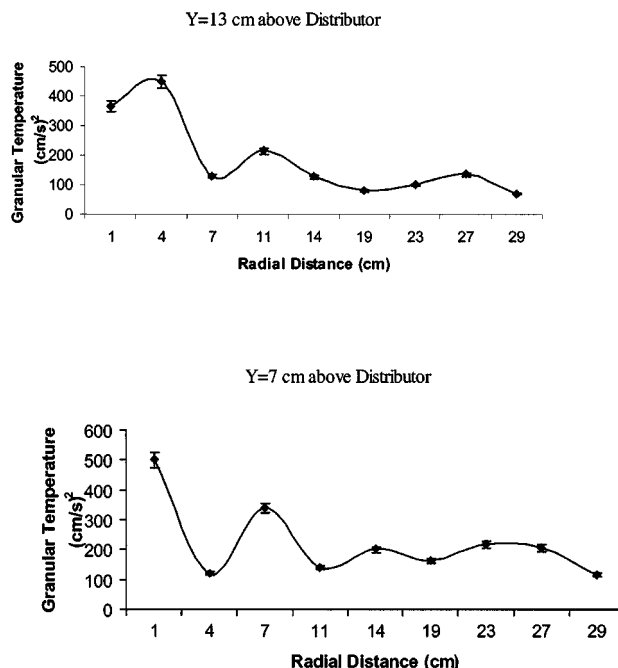 Y=13 cm above Distributor
Granular Temperature
(cm/s)²
500
400
300
200
100
0
1 4 7 11 14 19 23 27 29
Radial Distance (cm)
Y=7 cm above Distributor
Granular Temperature
(cm/s)²
600
500
400
300
200
100
0
1 4 7 11 14 19 23 27 29
Radial Distance (cm)